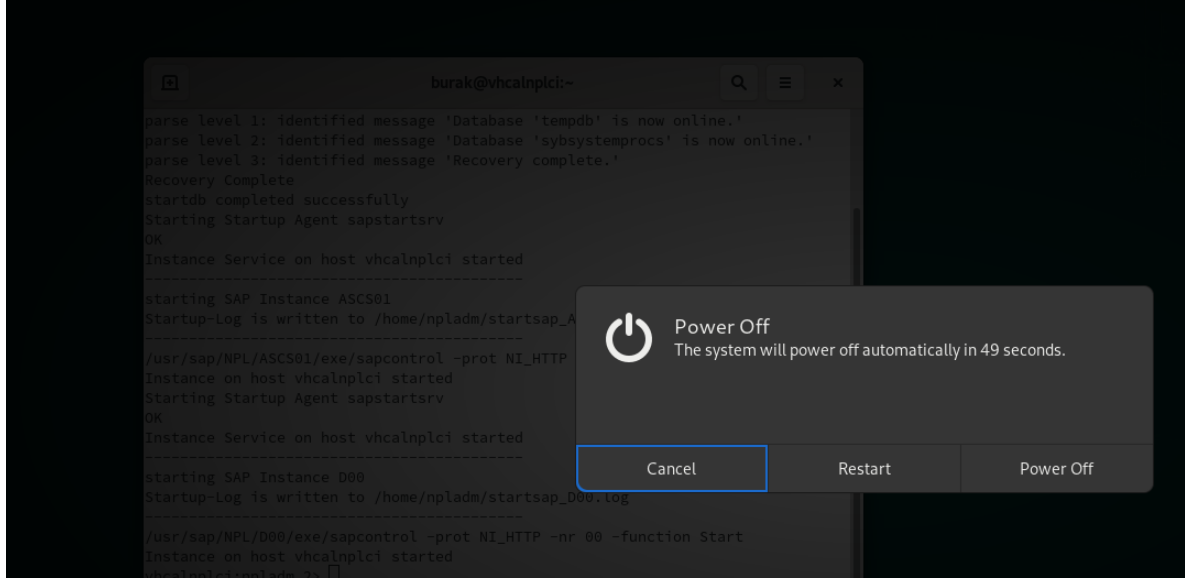 burak@vhcalnplci:~
parse level 1: identified message 'Database 'tempdb' is now online.'
parse level 2: identified message 'Database 'sybsystemprocs' is now online.'
parse level 3: identified message 'Recovery complete.'
Recovery Complete
startdb completed successfully
Starting Startup Agent sapstartsrv
OK
Instance Service on host vhcalnplci started
-------------------------------------------
starting SAP Instance ASCS01
Startup-Log is written to /home/npladm/startsap_A
-------------------------------------------
/usr/sap/NPL/ASCS01/exe/sapcontrol -prot NI_HTTP
Instance on host vhcalnplci started
Starting Startup Agent sapstartsrv
OK
Instance Service on host vhcalnplci started
-------------------------------------------
starting SAP Instance D00
Startup-Log is written to /home/npladm/startsap_D00.log
-------------------------------------------
/usr/sap/NPL/D00/exe/sapcontrol -prot NI_HTTP -nr 00 -function Start
Instance on host vhcalnplci started
vhcalnplci:npladm 2>
Power Off
The system will power off automatically in 49 seconds.
Cancel
Restart
Power Off